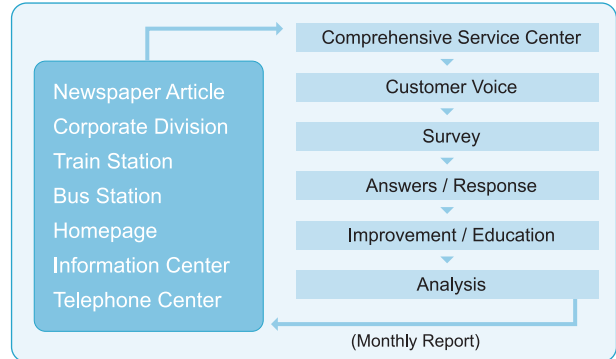 Newspaper Article
Corporate Division
Train Station
Bus Station
Homepage
Information Center
Telephone Center
Comprehensive Service Center
Customer Voice
Survey
Answers / Response
Improvement / Education
Analysis
(Monthly Report)